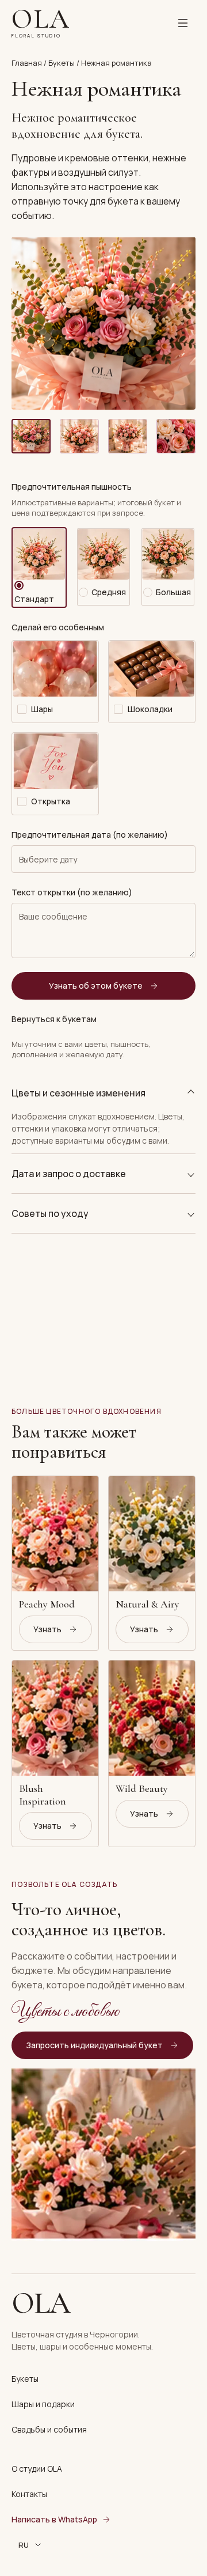 OLA
FLORAL STUDIO
Главная / Букеты / Нежная романтика
Нежная романтика
Нежное романтическое
вдохновение для букета.
Пудровые и кремовые оттенки, нежные
фактуры и воздушный силуэт.
Используйте это настроение как
отправную точку для букета к вашему
событию.
OLA
Предпочтительная пышность
Иллюстративные варианты; итоговый букет и
цена подтверждаются при запросе.
Стандарт
Средняя
Большая
Сделай его особенным
Шары
Шоколадки
For
You
Открытка
Предпочтительная дата (по желанию)
Выберите дату
Текст открытки (по желанию)
Ваше сообщение
Узнать об этом букете
Вернуться к букетам
Мы уточним с вами цветы, пышность,
дополнения и желаемую дату.
Цветы и сезонные изменения
Изображения служат вдохновением. Цветы,
оттенки и упаковка могут отличаться;
доступные варианты мы обсудим с вами.
Дата и запрос о доставке
Советы по уходу
БОЛЬШЕ ЦВЕТОЧНОГО ВДОХНОВЕНИЯ
Вам также может
понравиться
Peachy Mood
Узнать
Natural & Airy
Узнать
Blush
Inspiration
Узнать
Wild Beauty
Узнать
ПОЗВОЛЬТЕ OLA СОЗДАТЬ
Что-то личное,
созданное из цветов.
Расскажите о событии, настроении и
бюджете. Мы обсудим направление
букета, которое подойдёт именно вам.
Цветы с любовью
Запросить индивидуальный букет
OLA
OLA
Цветочная студия в Черногории.
Цветы, шары и особенные моменты.
Букеты
Шары и подарки
Свадьбы и события
О студии OLA
Контакты
Написать в WhatsApp
RU